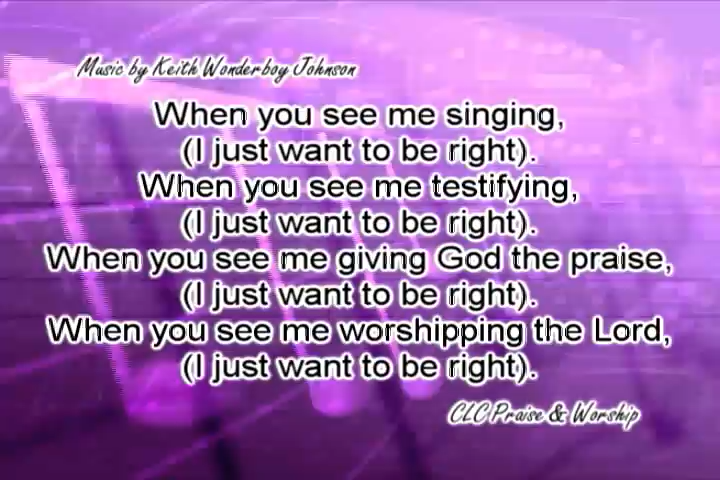 Music by Keith Wonderboy Johnson
When you see me singing,
(I just want to be right).
When you see me testifying,
(I just want to be right).
When you see me giving God the praise,
(I just want to be right).
When you see me worshipping the Lord,
(I just want to be right).
CLC Praise & Worship